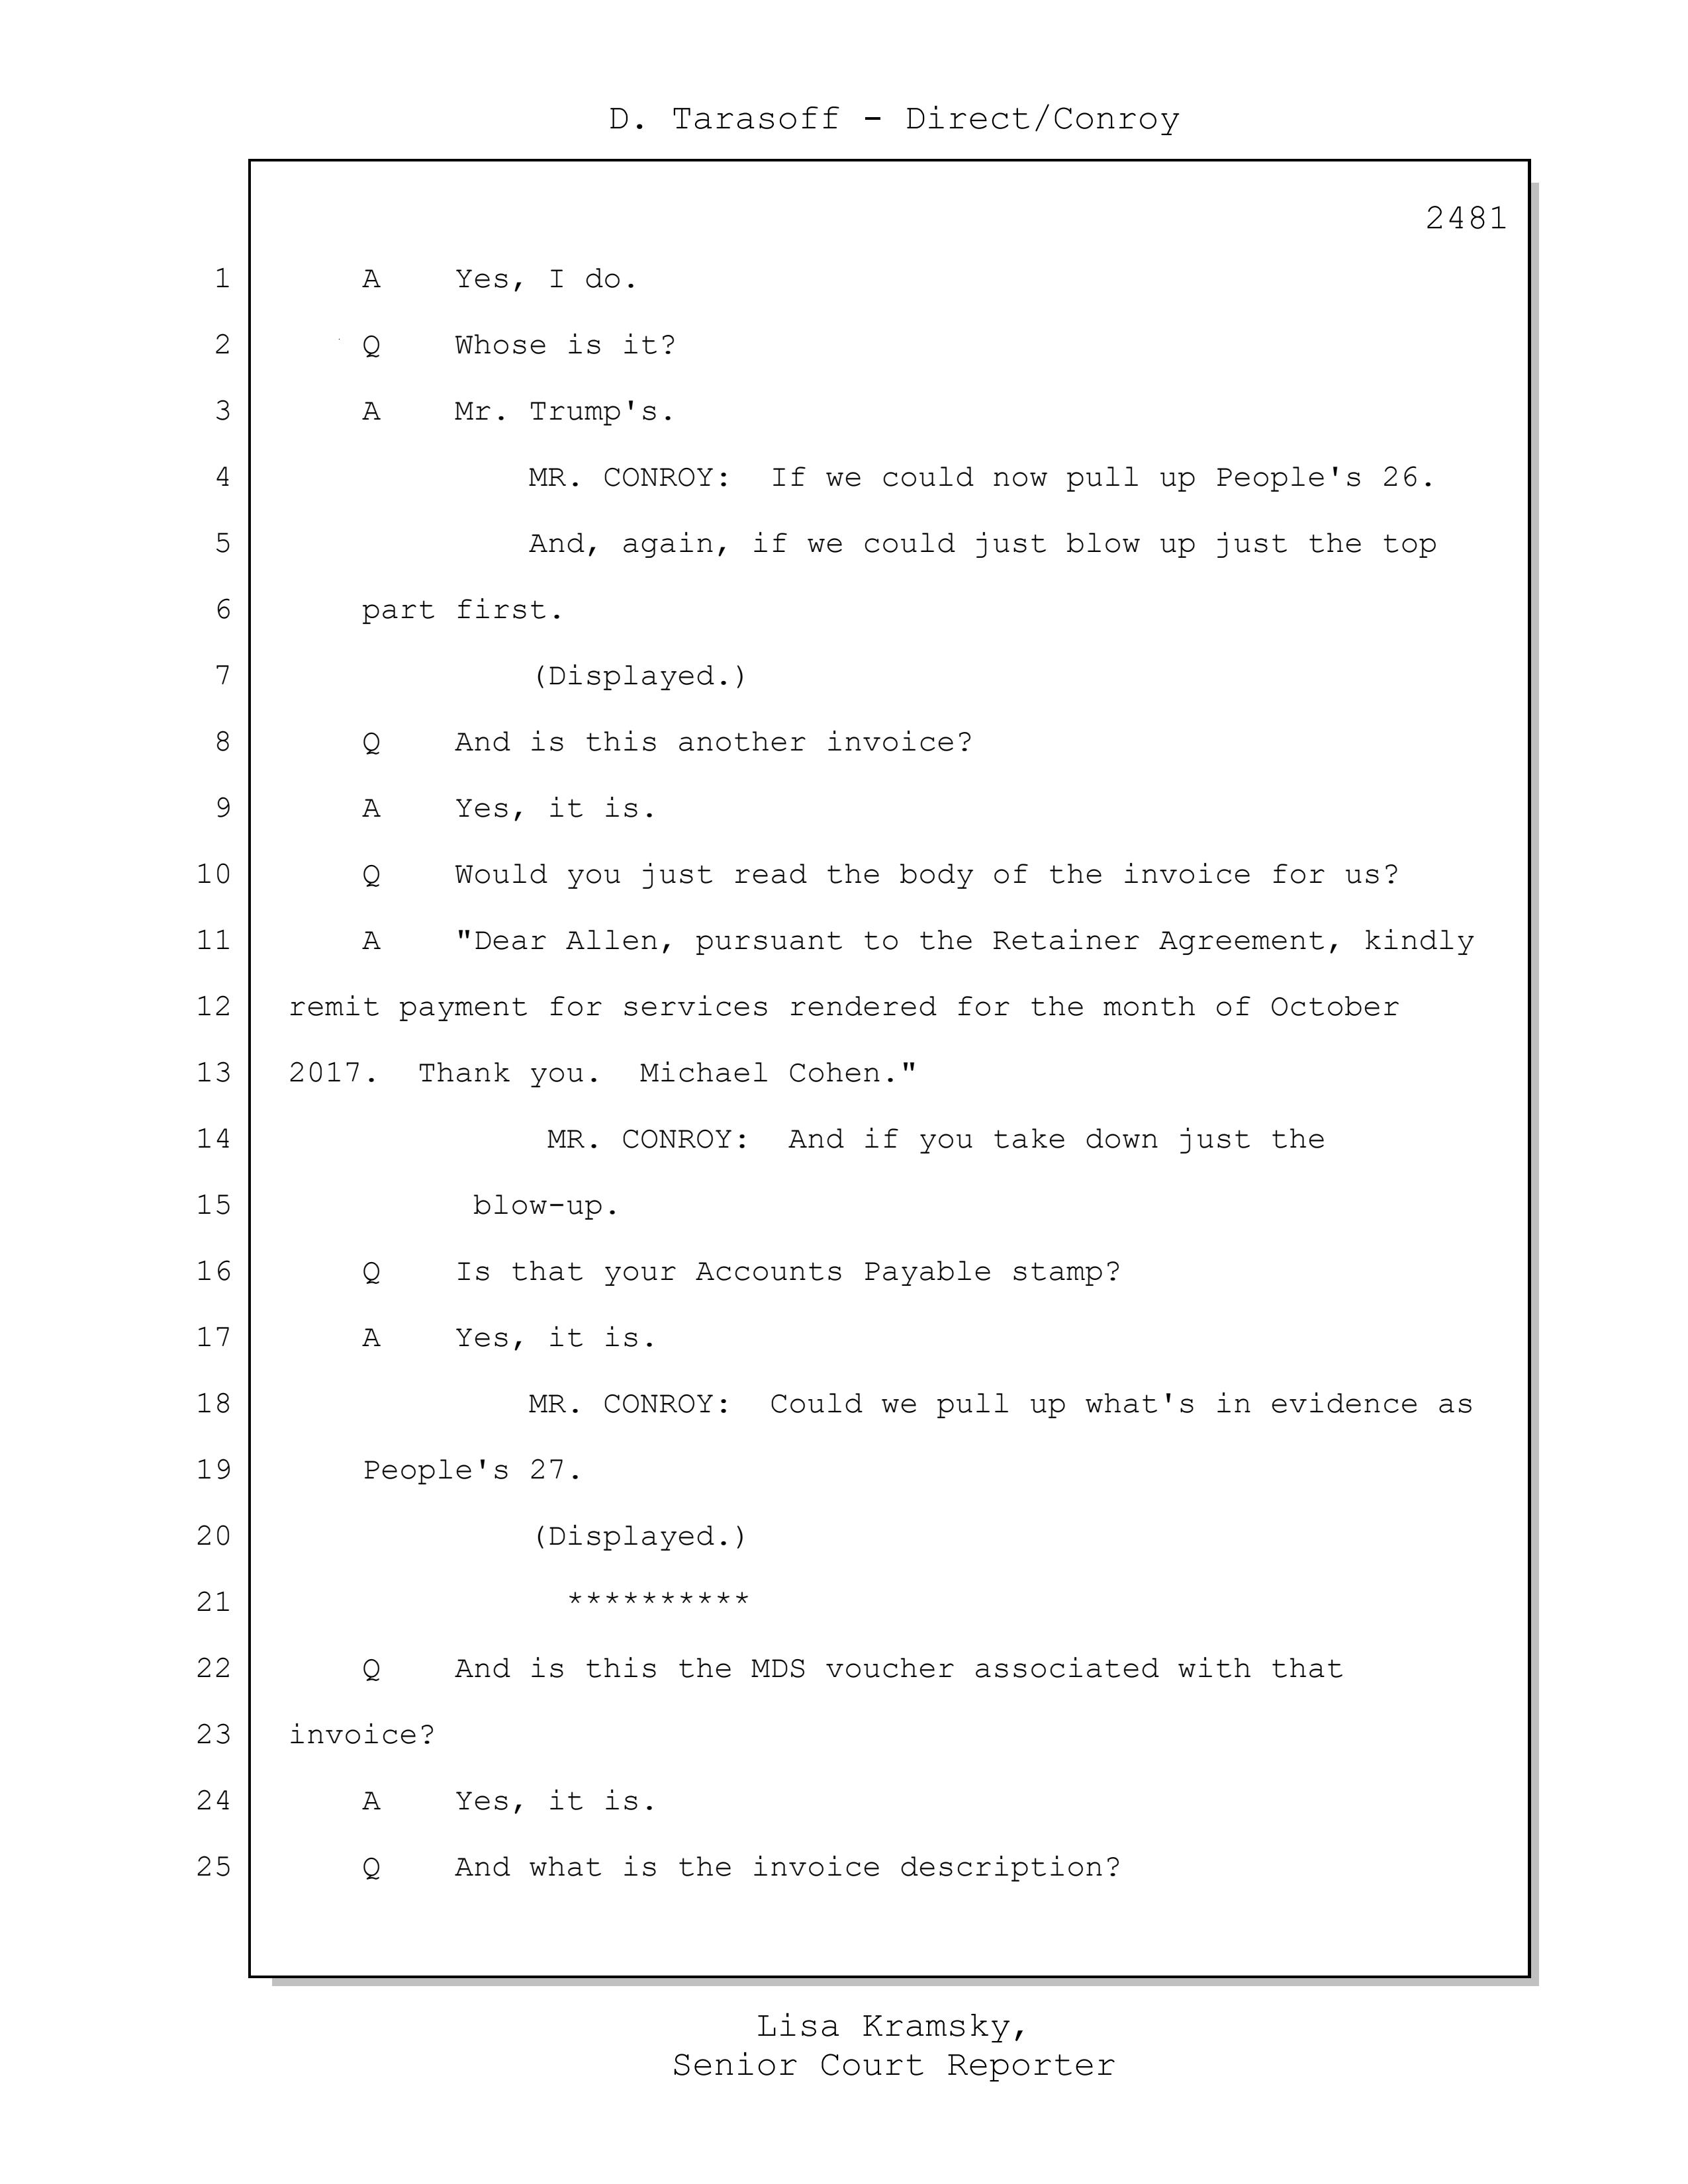 D. Tarasoff - Direct/Conroy
2481
1 A Yes, I do.
2 Q Whose is it?
3 A Mr. Trump's.
4 MR. CONROY: If we could now pull up People's 26.
5 And, again, if we could just blow up just the top
6 part first.
7 (Displayed.)
8 Q And is this another invoice?
9 A Yes, it is.
10 Q Would you just read the body of the invoice for us?
11 A "Dear Allen, pursuant to the Retainer Agreement, kindly
12 remit payment for services rendered for the month of October
13 2017. Thank you. Michael Cohen."
14 MR. CONROY: And if you take down just the
15 blow-up.
16 Q Is that your Accounts Payable stamp?
17 A Yes, it is.
18 MR. CONROY: Could we pull up what's in evidence as
19 People's 27.
20 (Displayed.)
21 **********
22 Q And is this the MDS voucher associated with that
23 invoice?
24 A Yes, it is.
25 Q And what is the invoice description?
Lisa Kramsky,
Senior Court Reporter